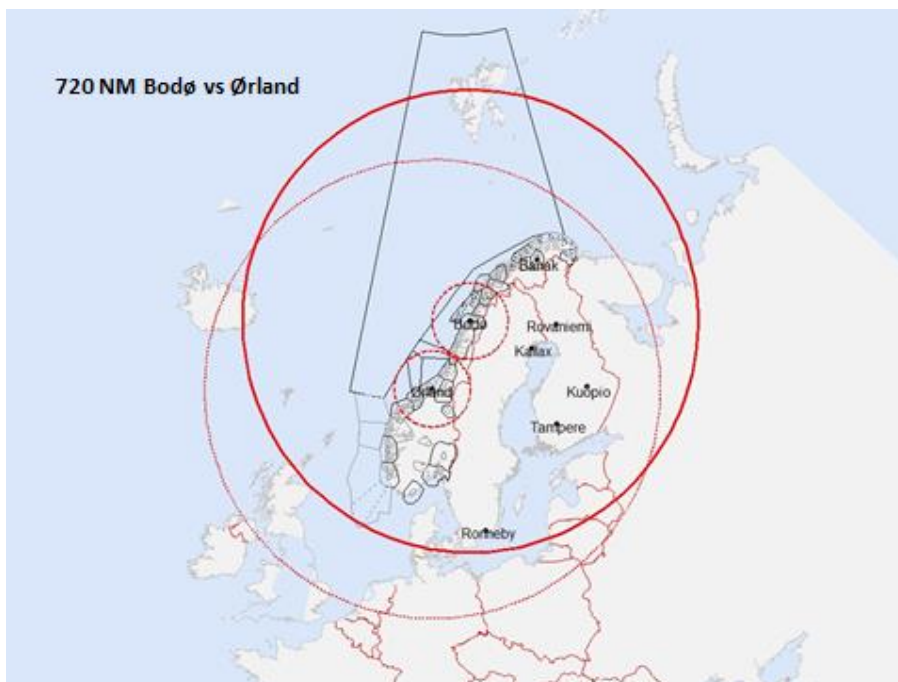 720 NM Bodø vs Ørland
Banak
Bodø
Rovaniemi
Kallax
Ørland
Kuopio
Tampere
Ronneby